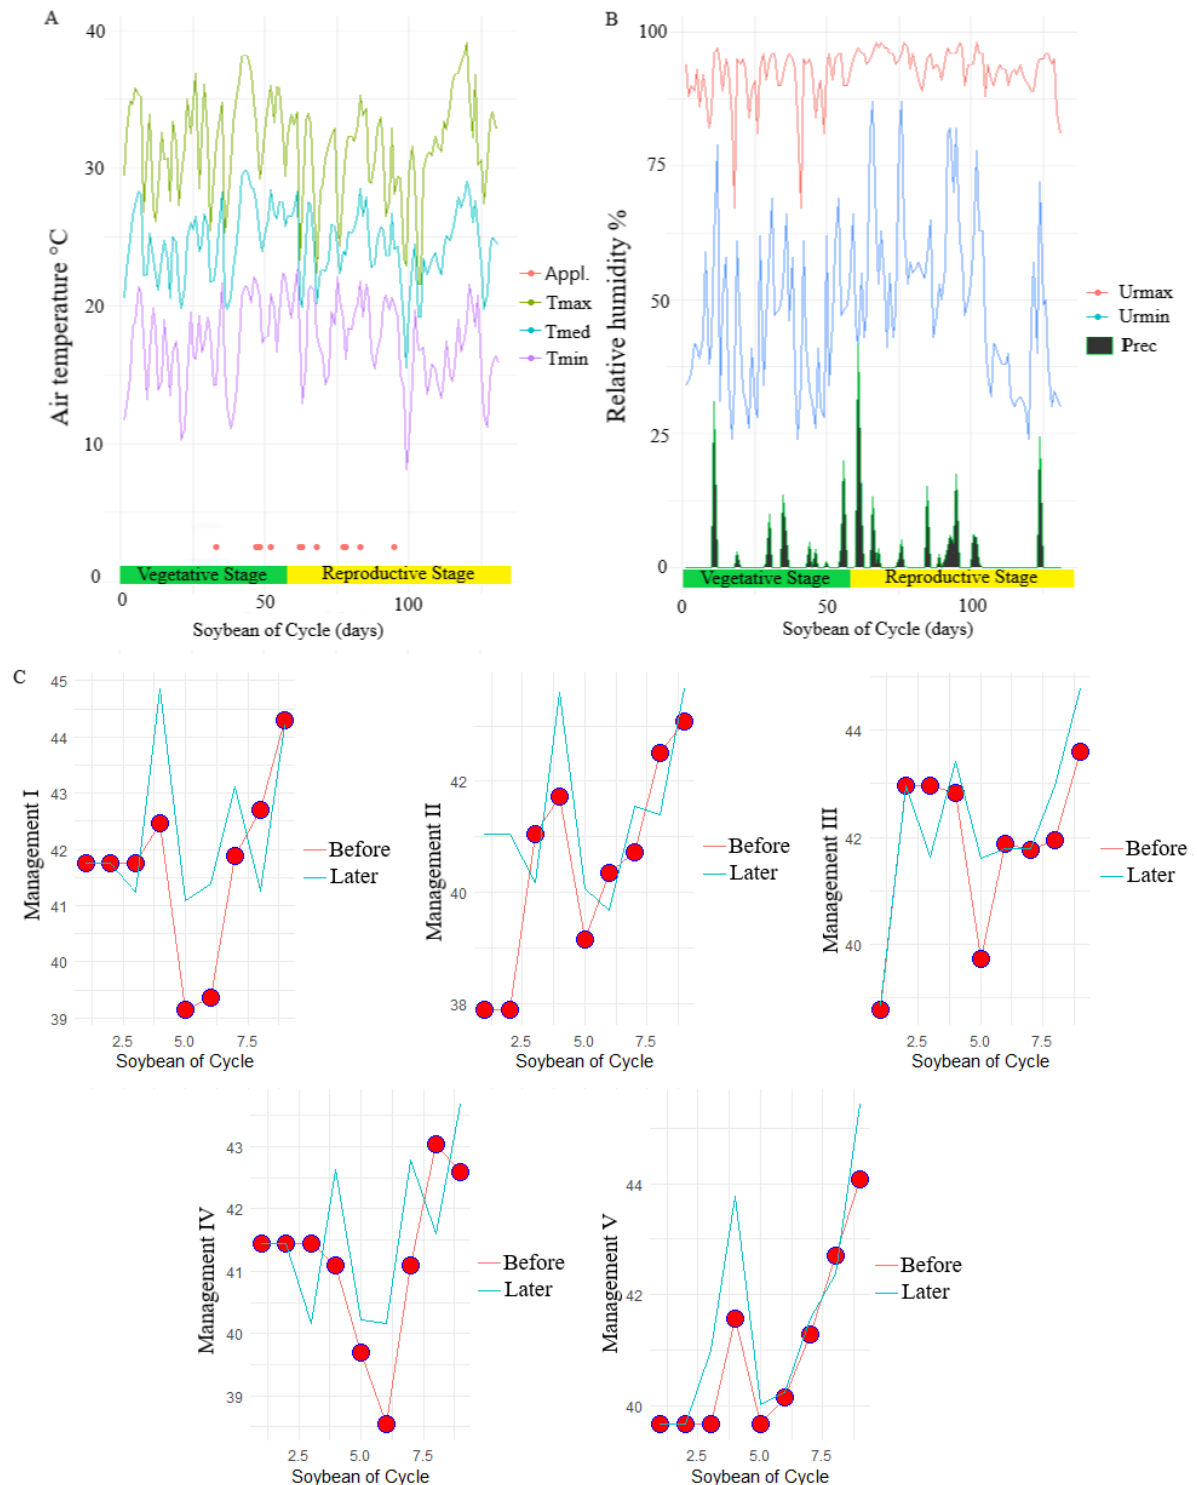 A
40
30
20
10
0
Air temperature °C
Appl.
Tmax
Tmed
Tmin
Vegetative Stage
Reproductive Stage
0
50
100
Soybean of Cycle (days)
B
100
75
50
25
0
Relative humidity %
Urmax
Urmin
Prec
Vegetative Stage
Reproductive Stage
0
50
100
Soybean of Cycle (days)
C
45
44
43
42
41
40
39
Management I
Before
Later
2.5
5.0
7.5
Soybean of Cycle
42
40
38
Management II
Before
Later
2.5
5.0
7.5
Soybean of Cycle
44
42
40
Management III
Before
Later
2.5
5.0
7.5
Soybean of Cycle
43
42
41
40
39
Management IV
Before
Later
2.5
5.0
7.5
Soybean of Cycle
44
42
40
Management V
Before
Later
2.5
5.0
7.5
Soybean of Cycle